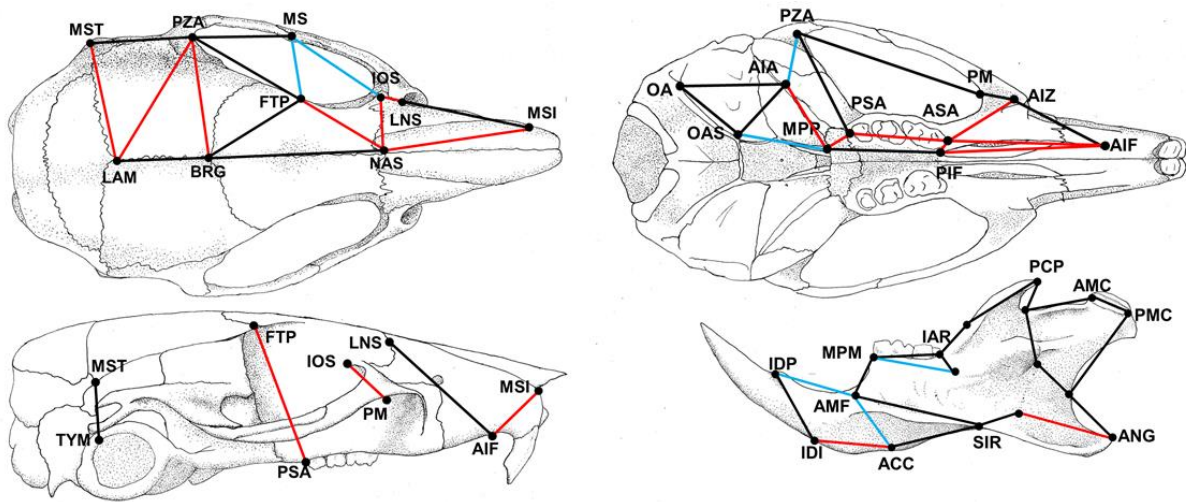 MST
PZA
MS
IOS
LNS
FTP
MSI
LAM
BRG
NAS
PZA
OA
AIA
PM
AIZ
PSA
ASA
OAS
MPP
PIF
AIF
MST
TYM
FTP
LNS
IOS
PM
MSI
AIF
PSA
PCP
AMC
PMC
IAR
MPM
IDP
AMF
IDI
ACC
SIR
ANG